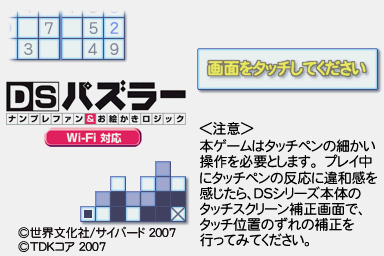 7 5
3 4 9 2
DSパズラー
ナンプレファン&お絵かきロジック
Wi-Fi 対応
©世界文化社/サイバード 2007
©TDKコア 2007
画面をタッチしてください
＜注意＞
本ゲームはタッチペンの細かい
操作を必要とします。プレイ中
にタッチペンの反応に違和感を
感じたら、DSシリーズ本体の
タッチスクリーン補正画面で、
タッチ位置のずれの補正を
行ってみてください。